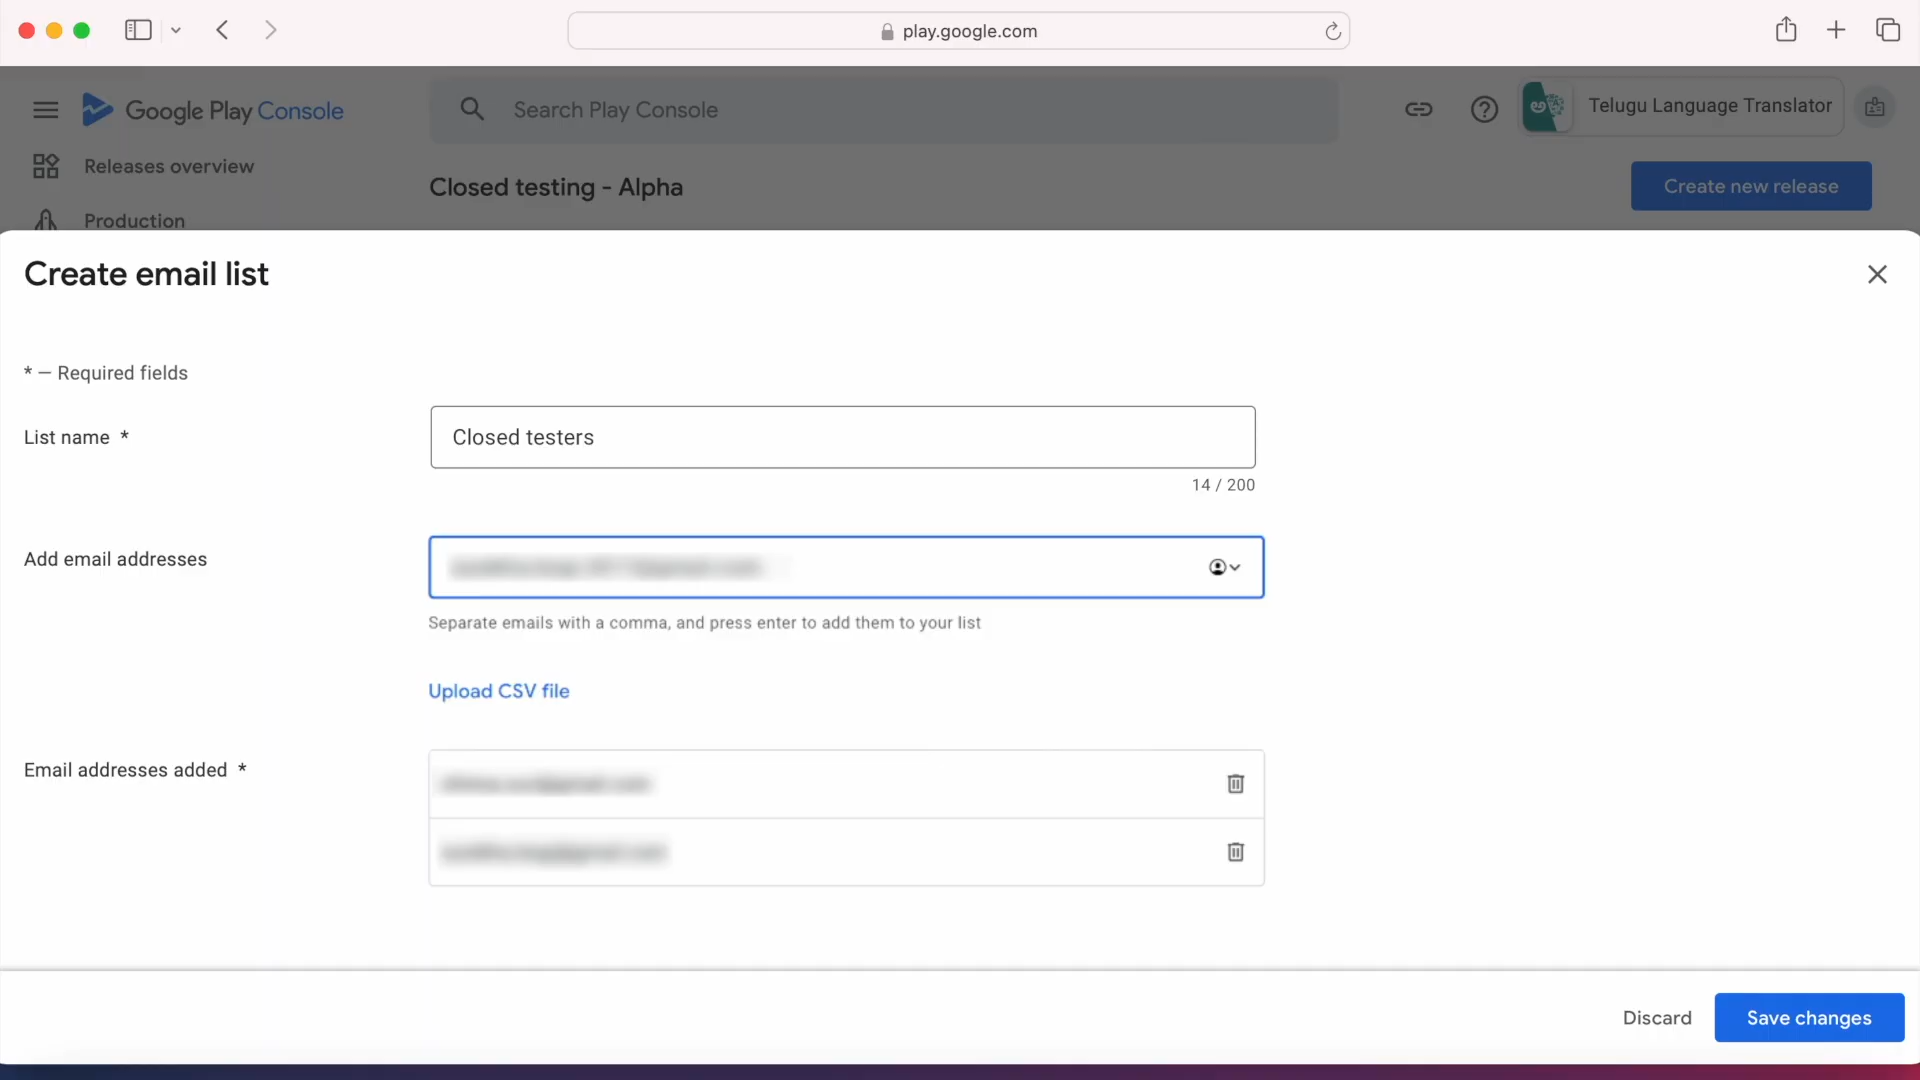 play.google.com
Google Play Console
Search Play Console
Telugu Language Translator
Releases overview
Closed testing - Alpha
Create new release
Production
Create email list
* — Required fields
List name *
Closed testers
14 / 200
Add email addresses
Separate emails with a comma, and press enter to add them to your list
Upload CSV file
Email addresses added *
Discard
Save changes